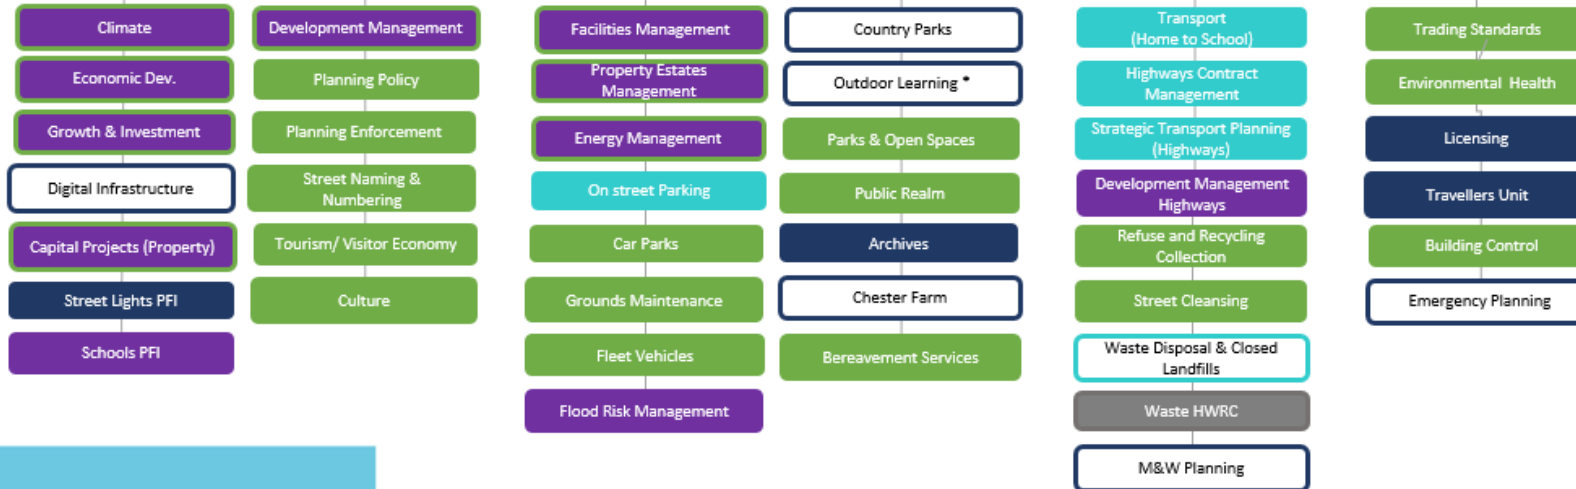 Climate
Economic Dev.
Growth & Investment
Digital Infrastructure
Capital Projects (Property)
Street Lights PFI
Schools PFI
Development Management
Planning Policy
Planning Enforcement
Street Naming &
Numbering
Tourism/ Visitor Economy
Culture
Facilities Management
Property Estates
Management
Energy Management
On street Parking
Car Parks
Grounds Maintenance
Fleet Vehicles
Flood Risk Management
Country Parks
Outdoor Learning *
Parks & Open Spaces
Public Realm
Archives
Chester Farm
Bereavement Services
Transport
(Home to School)
Highways Contract
Management
Strategic Transport Planning
(Highways)
Development Management
Highways
Refuse and Recycling
Collection
Street Cleansing
Waste Disposal & Closed
Landfills
Waste HWRC
M&W Planning
Trading Standards
Environmental Health
Licensing
Travellers Unit
Building Control
Emergency Planning